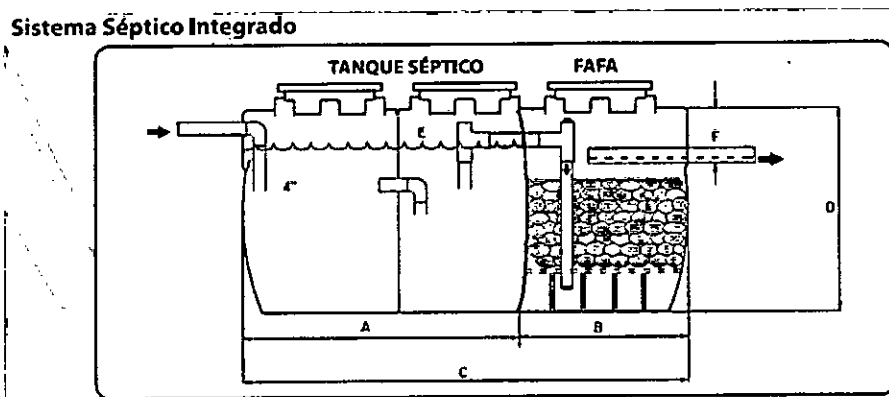 Sistema Séptico Integrado
TANQUE SÉPTICO FAFA
E
F
4"
D
A
B
C